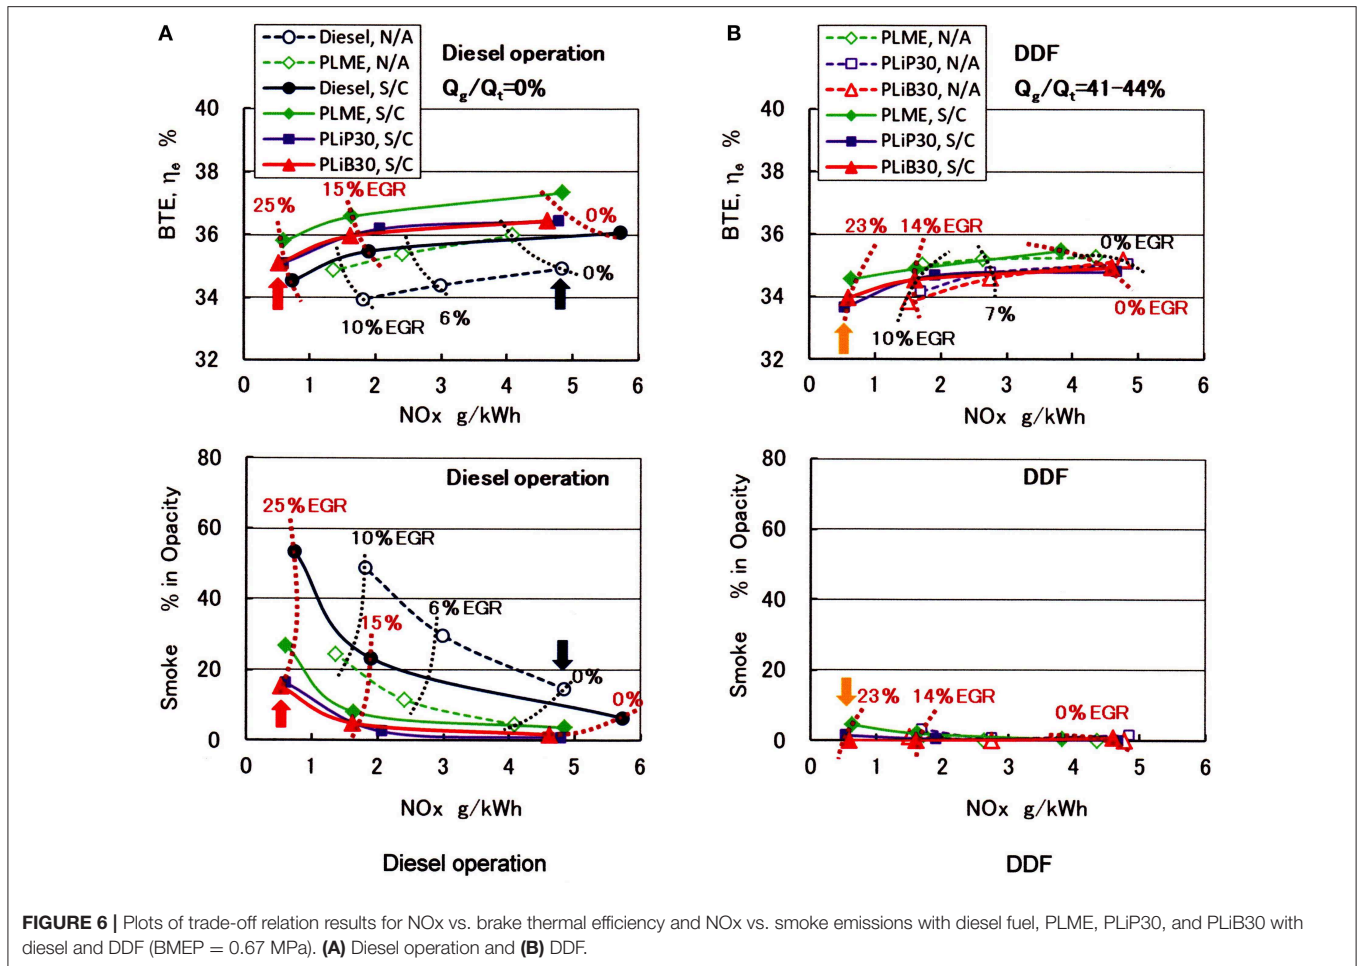 A
Diesel, N/A
PLME, N/A
Diesel, S/C
PLME, S/C
PLiP30, S/C
PLiB30, S/C
Diesel operation
Qg/Qt=0%
BTE, ηe %
40
38
36
34
32
25%
15% EGR
0%
0%
6%
10% EGR
0 1 2 3 4 5 6
NOx g/kWh
B
PLME, N/A
PLiP30, N/A
PLiB30, N/A
PLME, S/C
PLiP30, S/C
PLiB30, S/C
DDF
Qg/Qt=41-44%
BTE, ηe %
40
38
36
34
32
23%
14% EGR
0% EGR
0% EGR
7%
10% EGR
0 1 2 3 4 5 6
NOx g/kWh
Diesel operation
Smoke % in Opacity
80
60
40
20
0
25% EGR
10% EGR
6% EGR
15%
0%
0%
0 1 2 3 4 5 6
NOx g/kWh
Diesel operation
DDF
Smoke % in Opacity
80
60
40
20
0
23%
14% EGR
0% EGR
0 1 2 3 4 5 6
NOx g/kWh
DDF
FIGURE 6 | Plots of trade-off relation results for NOx vs. brake thermal efficiency and NOx vs. smoke emissions with diesel fuel, PLME, PLiP30, and PLiB30 with
diesel and DDF (BMEP = 0.67 MPa). (A) Diesel operation and (B) DDF.